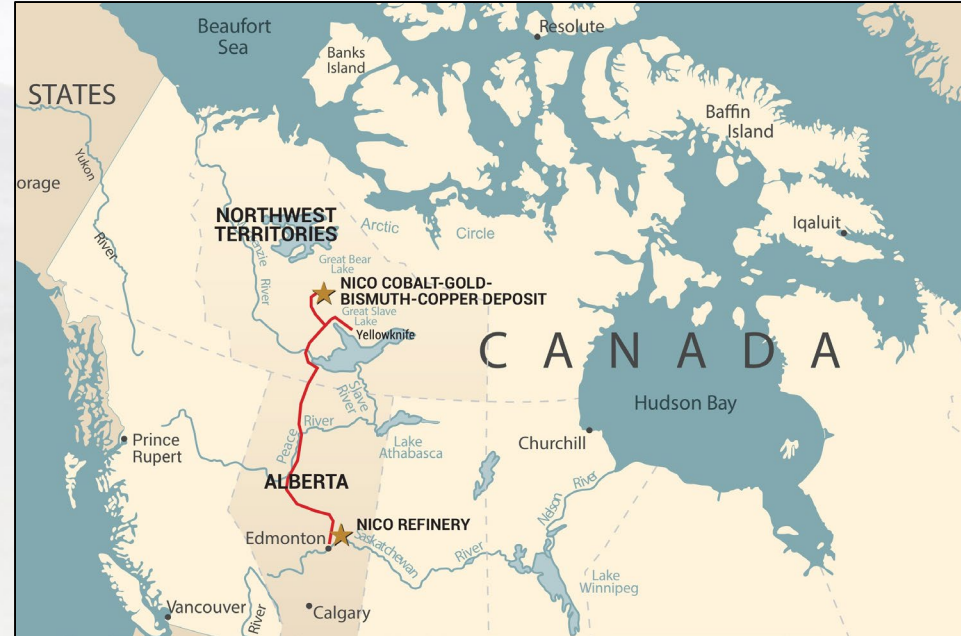 Beaufort
Sea
Resolute
Banks
Island
STATES
Baffin
Island
Yukon
River
orage
NORTHWEST
TERRITORIES
Arctic
Circle
Iqaluit
enzie
River
Great Bear
Lake
NICO COBALT-GOLD-
BISMUTH-COPPER DEPOSIT
Great Slave
Lake
Yellowknife
CANADA
Slave
River
Hudson Bay
Peace
River
Prince
Rupert
Lake
Athabasca
Churchill
ALBERTA
Nelson
River
NICO REFINERY
Edmonton
Saskatchewan
River
Lake
Winnipeg
Vancouver
River
Calgary